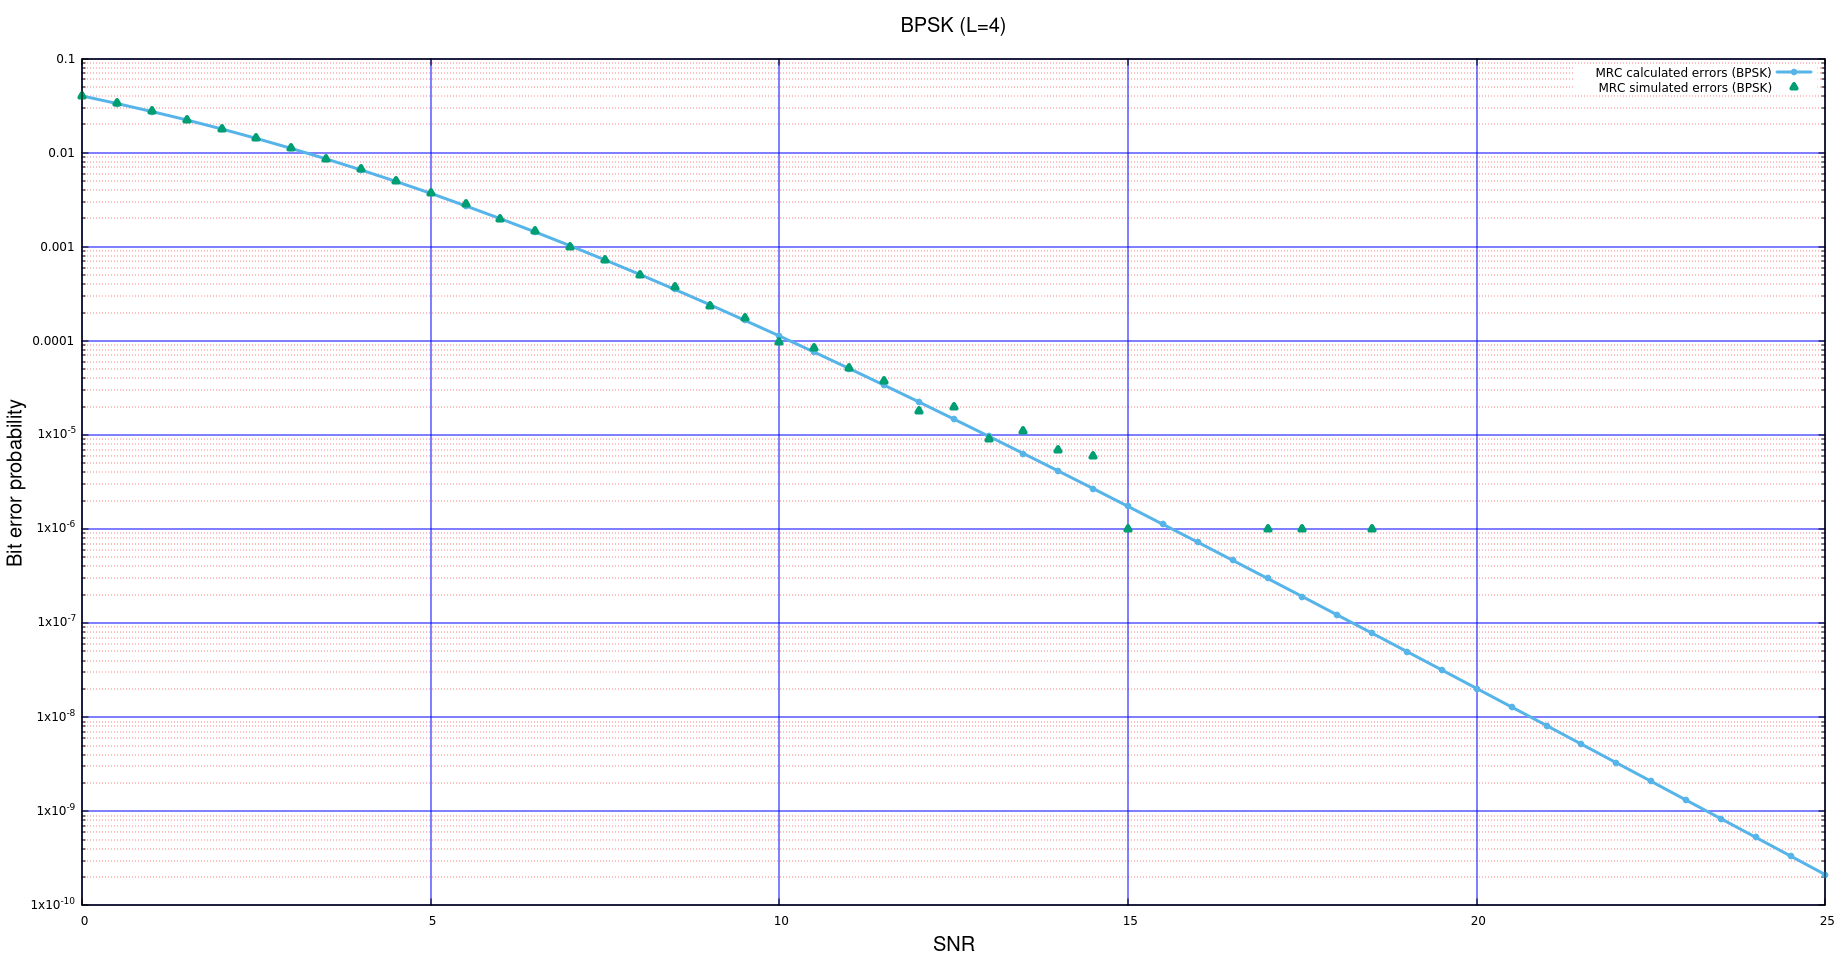 BPSK (L=4)
MRC calculated errors (BPSK)
MRC simulated errors (BPSK)
Bit error probability
0.1
0.01
0.001
0.0001
1x10⁻⁵
1x10⁻⁶
1x10⁻⁷
1x10⁻⁸
1x10⁻⁹
1x10⁻¹⁰
0 5 10 15 20 25
SNR